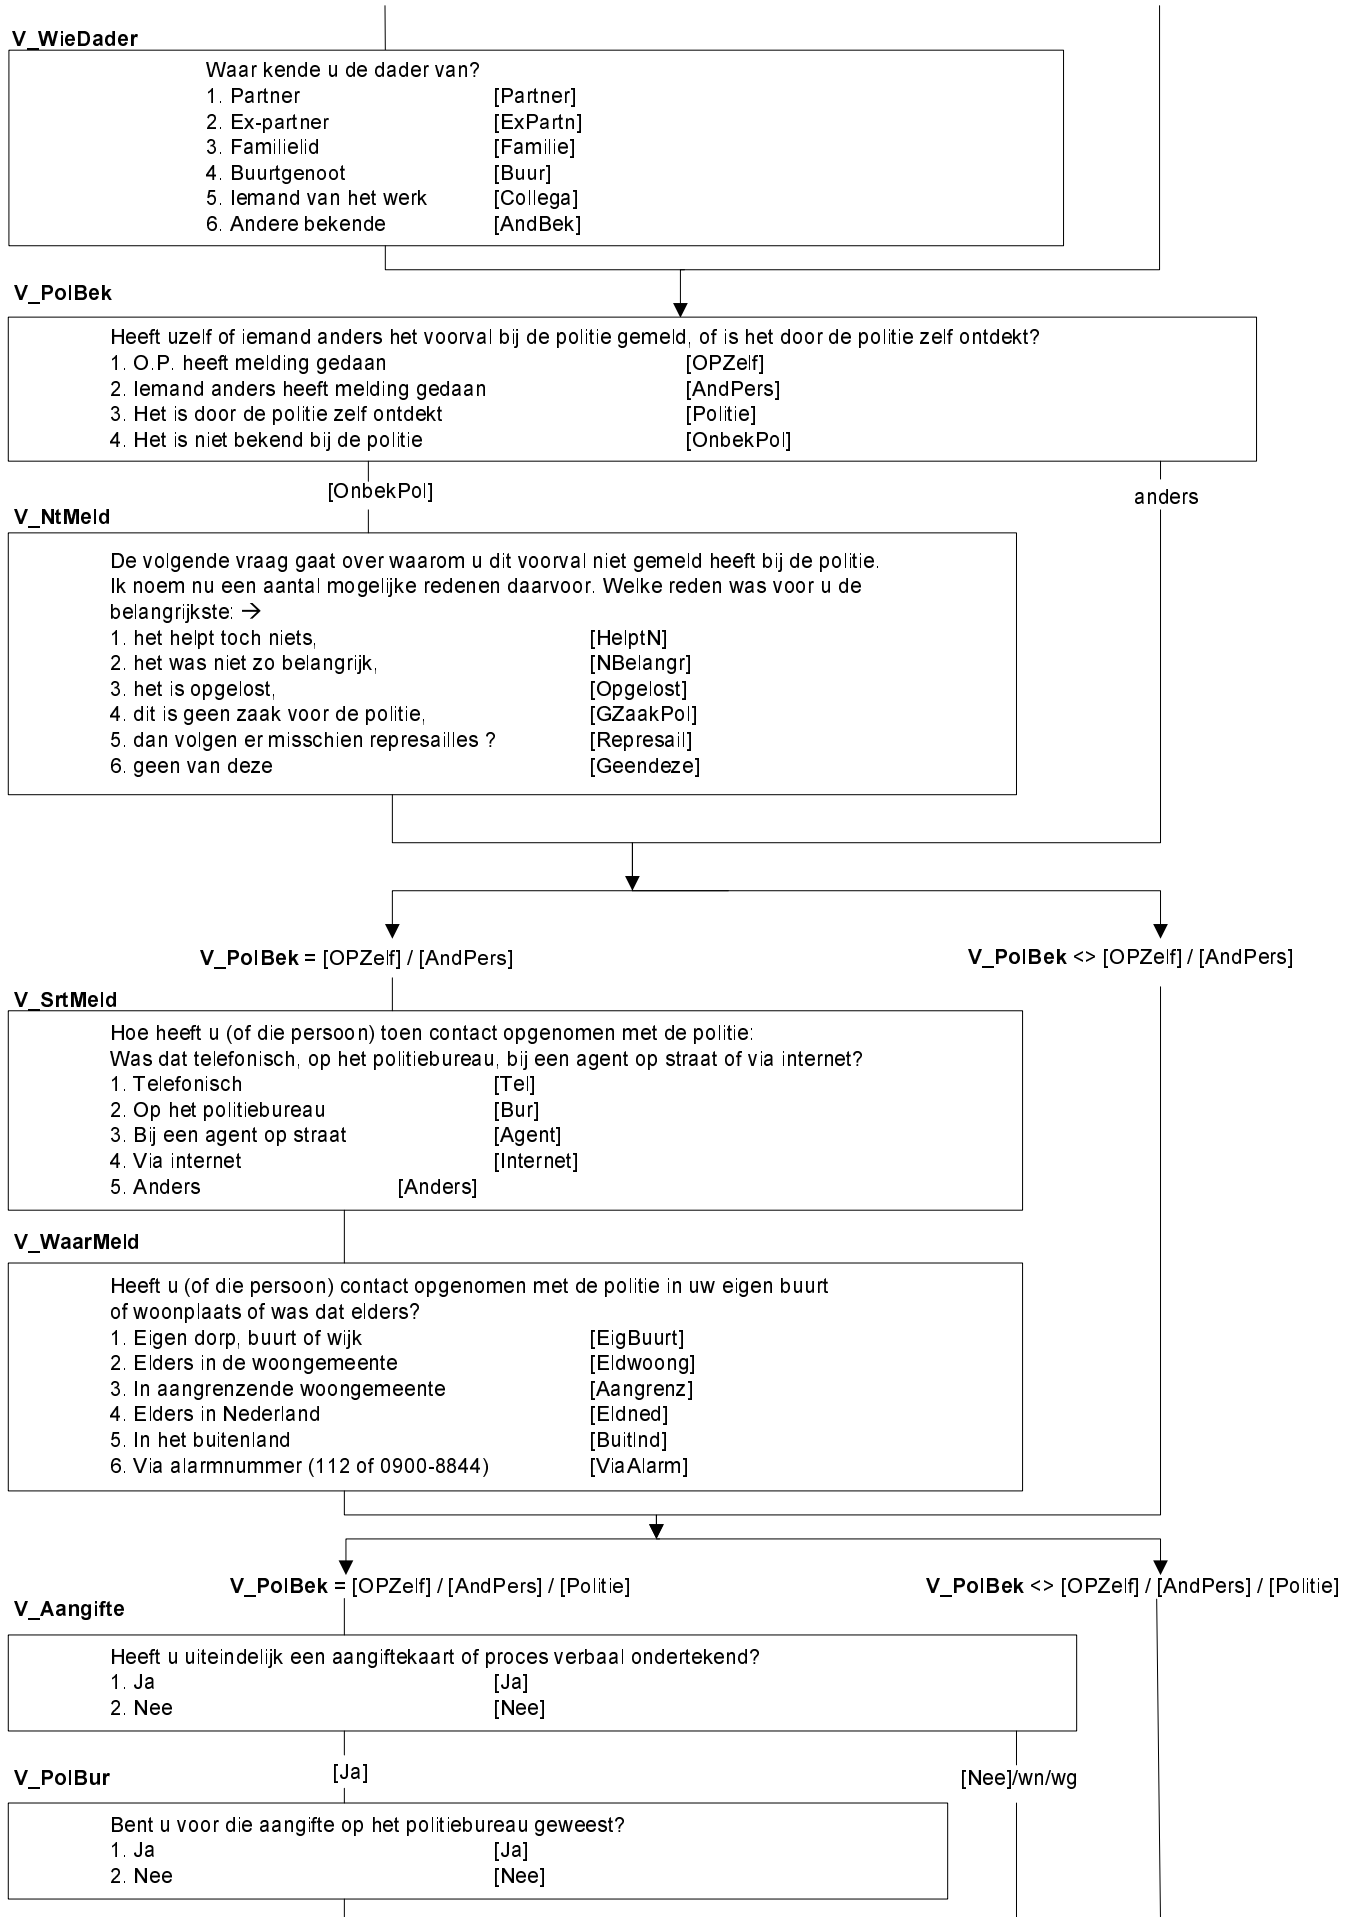 V_WieDader
Waar kende u de dader van?
1. Partner [Partner]
2. Ex-partner [ExPartn]
3. Familielid [Familie]
4. Buurtgenoot [Buur]
5. Iemand van het werk [Collega]
6. Andere bekende [AndBek]
V_PolBek
Heeft uzelf of iemand anders het voorval bij de politie gemeld, of is het door de politie zelf ontdekt?
1. O.P. heeft melding gedaan [OPZelf]
2. Iemand anders heeft melding gedaan [AndPers]
3. Het is door de politie zelf ontdekt [Politie]
4. Het is niet bekend bij de politie [OnbekPol]
[OnbekPol] anders
V_NtMeld
De volgende vraag gaat over waarom u dit voorval niet gemeld heeft bij de politie.
Ik noem nu een aantal mogelijke redenen daarvoor. Welke reden was voor u de
belangrijkste: →
1. het helpt toch niets, [HelptN]
2. het was niet zo belangrijk, [NBelangr]
3. het is opgelost, [Opgelost]
4. dit is geen zaak voor de politie, [GZaakPol]
5. dan volgen er misschien represailles ? [Represail]
6. geen van deze [Geendeze]
V_PolBek = [OPZelf] / [AndPers] V_PolBek <> [OPZelf] / [AndPers]
V_SrtMeld
Hoe heeft u (of die persoon) toen contact opgenomen met de politie:
Was dat telefonisch, op het politiebureau, bij een agent op straat of via internet?
1. Telefonisch [Tel]
2. Op het politiebureau [Bur]
3. Bij een agent op straat [Agent]
4. Via internet [Internet]
5. Anders [Anders]
V_WaarMeld
Heeft u (of die persoon) contact opgenomen met de politie in uw eigen buurt
of woonplaats of was dat elders?
1. Eigen dorp, buurt of wijk [EigBuurt]
2. Elders in de woongemeente [Eldwoong]
3. In aangrenzende woongemeente [Aangrenz]
4. Elders in Nederland [Eldned]
5. In het buitenland [Buitlnd]
6. Via alarmnummer (112 of 0900-8844) [ViaAlarm]
V_PolBek = [OPZelf] / [AndPers] / [Politie] V_PolBek <> [OPZelf] / [AndPers] / [Politie]
V_Aangifte
Heeft u uiteindelijk een aangiftekaart of proces verbaal ondertekend?
1. Ja [Ja]
2. Nee [Nee]
[Ja] [Nee]/wn/wg
V_PolBur
Bent u voor die aangifte op het politiebureau geweest?
1. Ja [Ja]
2. Nee [Nee]